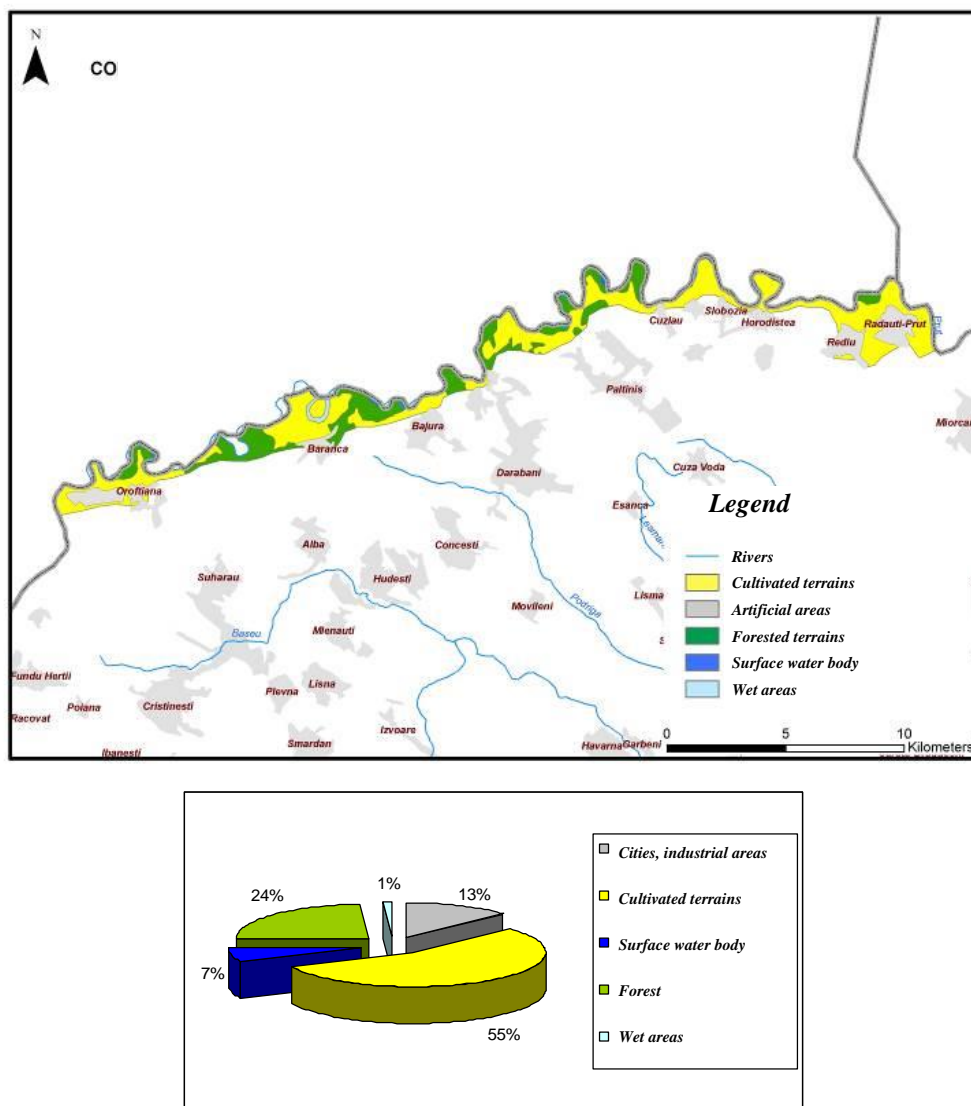 N
CO
Cuzlau
Slobozia
Horodistea
Radauti-Prut
Rediu
Prut
Paltinis
Miorcan
Bajura
Baranca
Darabani
Cuza Voda
Oroftiana
Esanca
Legend
Alba
Concesti
Rivers
Suharau
Hudesti
Cultivated terrains
Lisma
Movileni
Podriga
Artificial areas
Baseu
Mlenauti
Forested terrains
Fundu Hertii
Lisna
Surface water body
Plevna
Poiana
Cristinesti
Wet areas
Racovat
Izvoare
Ibanesti
Smardan
Havarna
Garbeni
0 5 10
Kilometers
24%
1%
13%
7%
55%
Cities, industrial areas
Cultivated terrains
Surface water body
Forest
Wet areas